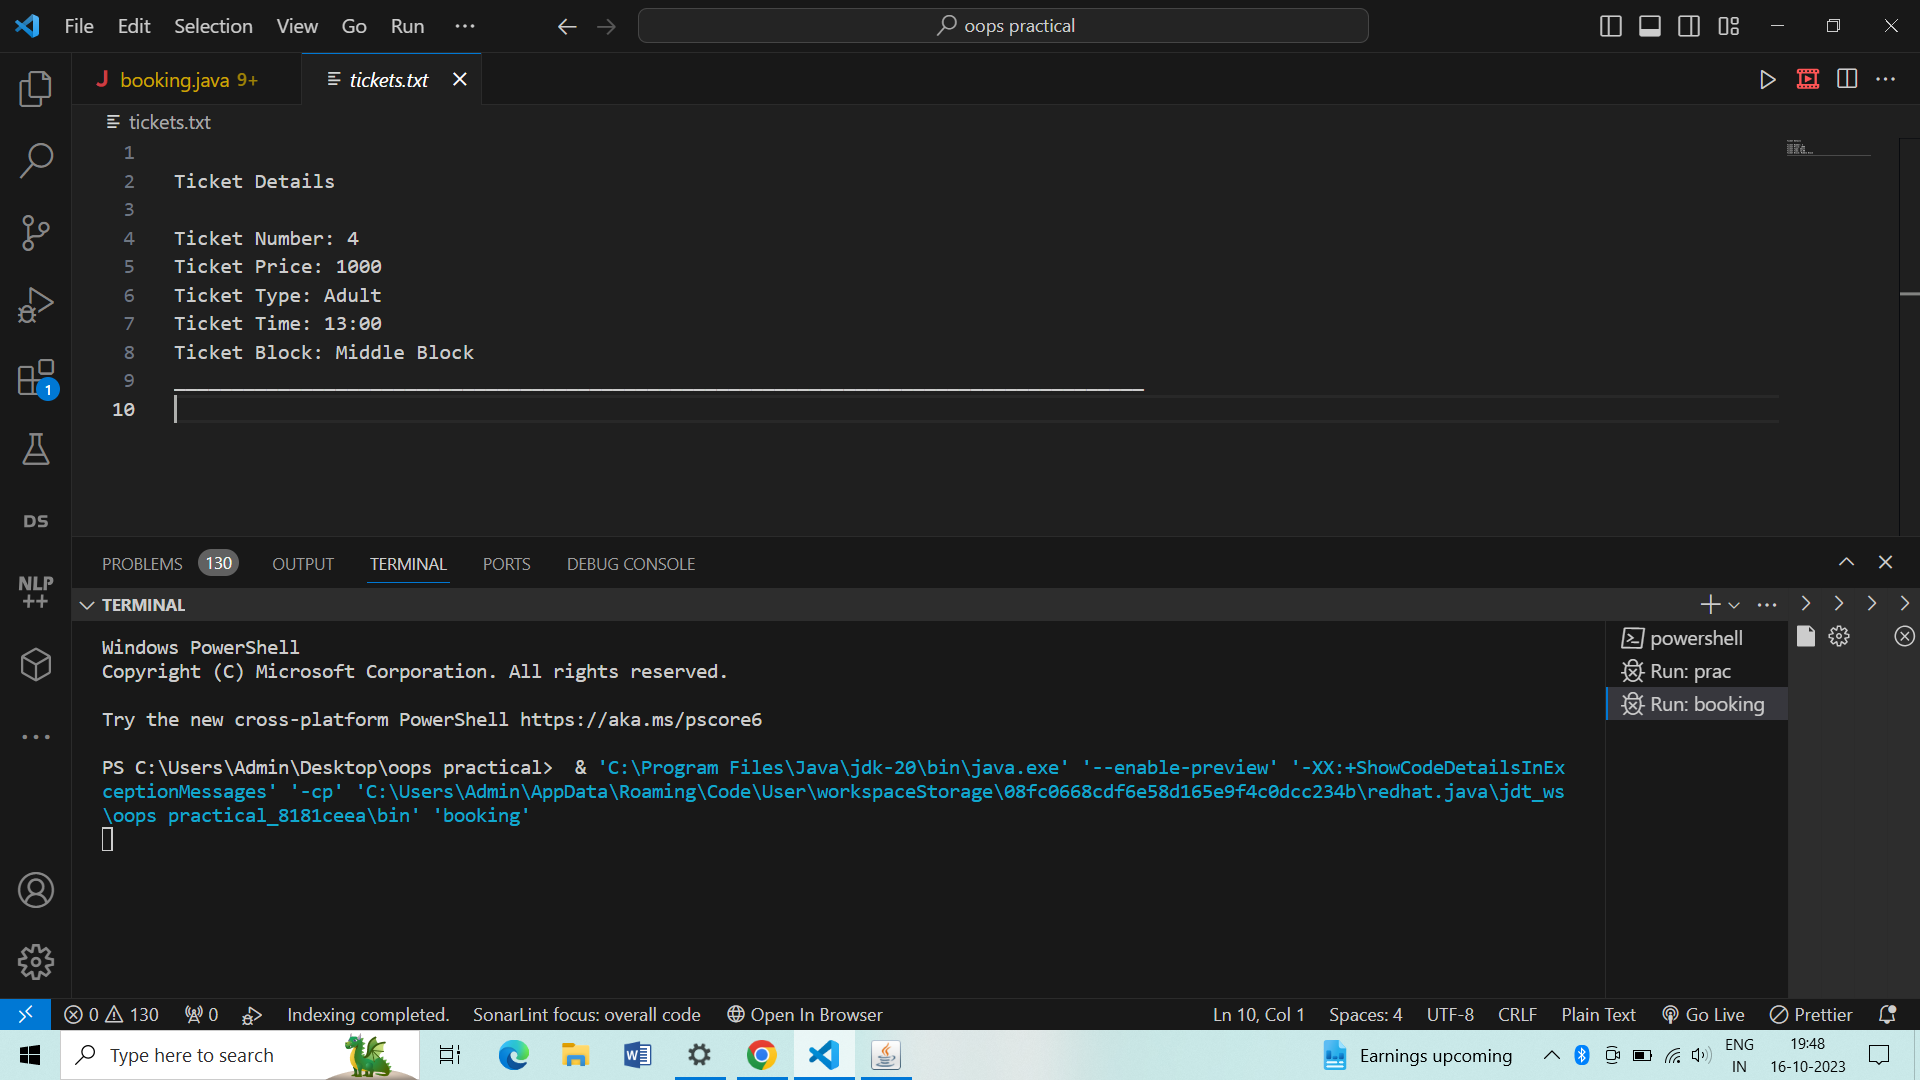 File Edit Selection View Go Run ··· oops practical
J booking.java 9+ tickets.txt
tickets.txt
1
2 Ticket Details
3
4 Ticket Number: 4
5 Ticket Price: 1000
6 Ticket Type: Adult
7 Ticket Time: 13:00
8 Ticket Block: Middle Block
9 ____________________________________________________________________________________
10
1
DS
NLP
++
PROBLEMS 130 OUTPUT TERMINAL PORTS DEBUG CONSOLE
TERMINAL
Windows PowerShell
Copyright (C) Microsoft Corporation. All rights reserved.
Try the new cross-platform PowerShell https://aka.ms/pscore6
PS C:\Users\Admin\Desktop\oops practical>  & 'C:\Program Files\Java\jdk-20\bin\java.exe' '--enable-preview' '-XX:+ShowCodeDetailsInEx
ceptionMessages' '-cp' 'C:\Users\Admin\AppData\Roaming\Code\User\workspaceStorage\08fc0668cdf6e58d165e9f4c0dcc234b\redhat.java\jdt_ws
\oops practical_8181ceea\bin' 'booking'
powershell
Run: prac
Run: booking
0 130 0 Indexing completed. SonarLint focus: overall code Open In Browser Ln 10, Col 1 Spaces: 4 UTF-8 CRLF Plain Text Go Live Prettier
Type here to search Earnings upcoming ENG IN 19:48 16-10-2023